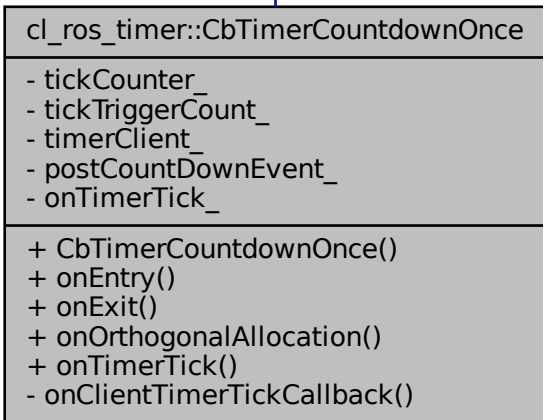 cl_ros_timer::CbTimerCountdownOnce
- tickCounter_
- tickTriggerCount_
- timerClient_
- postCountDownEvent_
- onTimerTick_
+ CbTimerCountdownOnce()
+ onEntry()
+ onExit()
+ onOrthogonalAllocation()
+ onTimerTick()
- onClientTimerTickCallback()